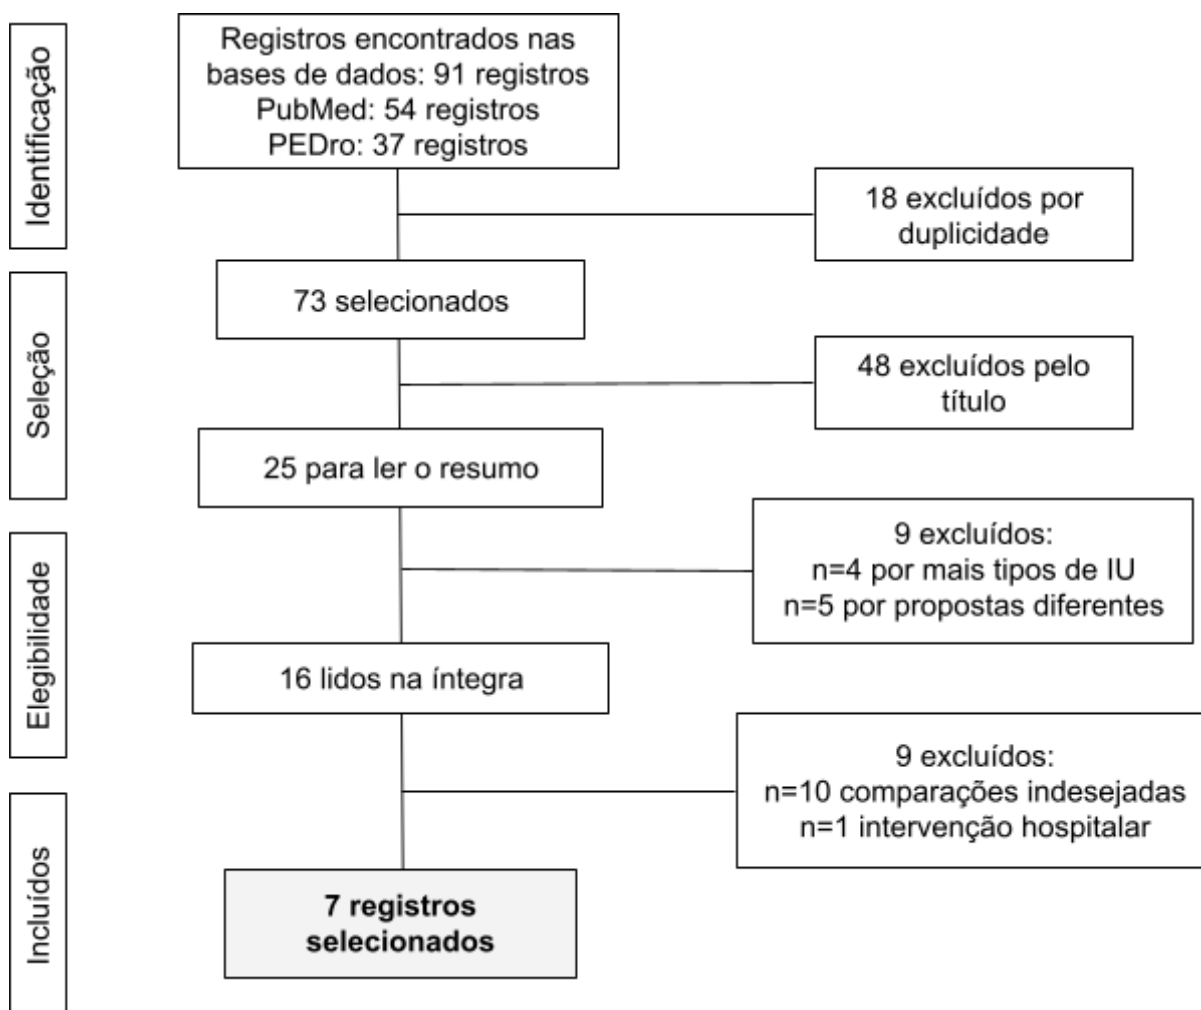 Identificação
Registros encontrados nas
bases de dados: 91 registros
PubMed: 54 registros
PEDro: 37 registros
18 excluídos por
duplicidade
Seleção
73 selecionados
48 excluídos pelo
título
25 para ler o resumo
Elegibilidade
9 excluídos:
n=4 por mais tipos de IU
n=5 por propostas diferentes
16 lidos na íntegra
9 excluídos:
n=10 comparações indesejadas
n=1 intervenção hospitalar
Incluídos
7 registros
selecionados